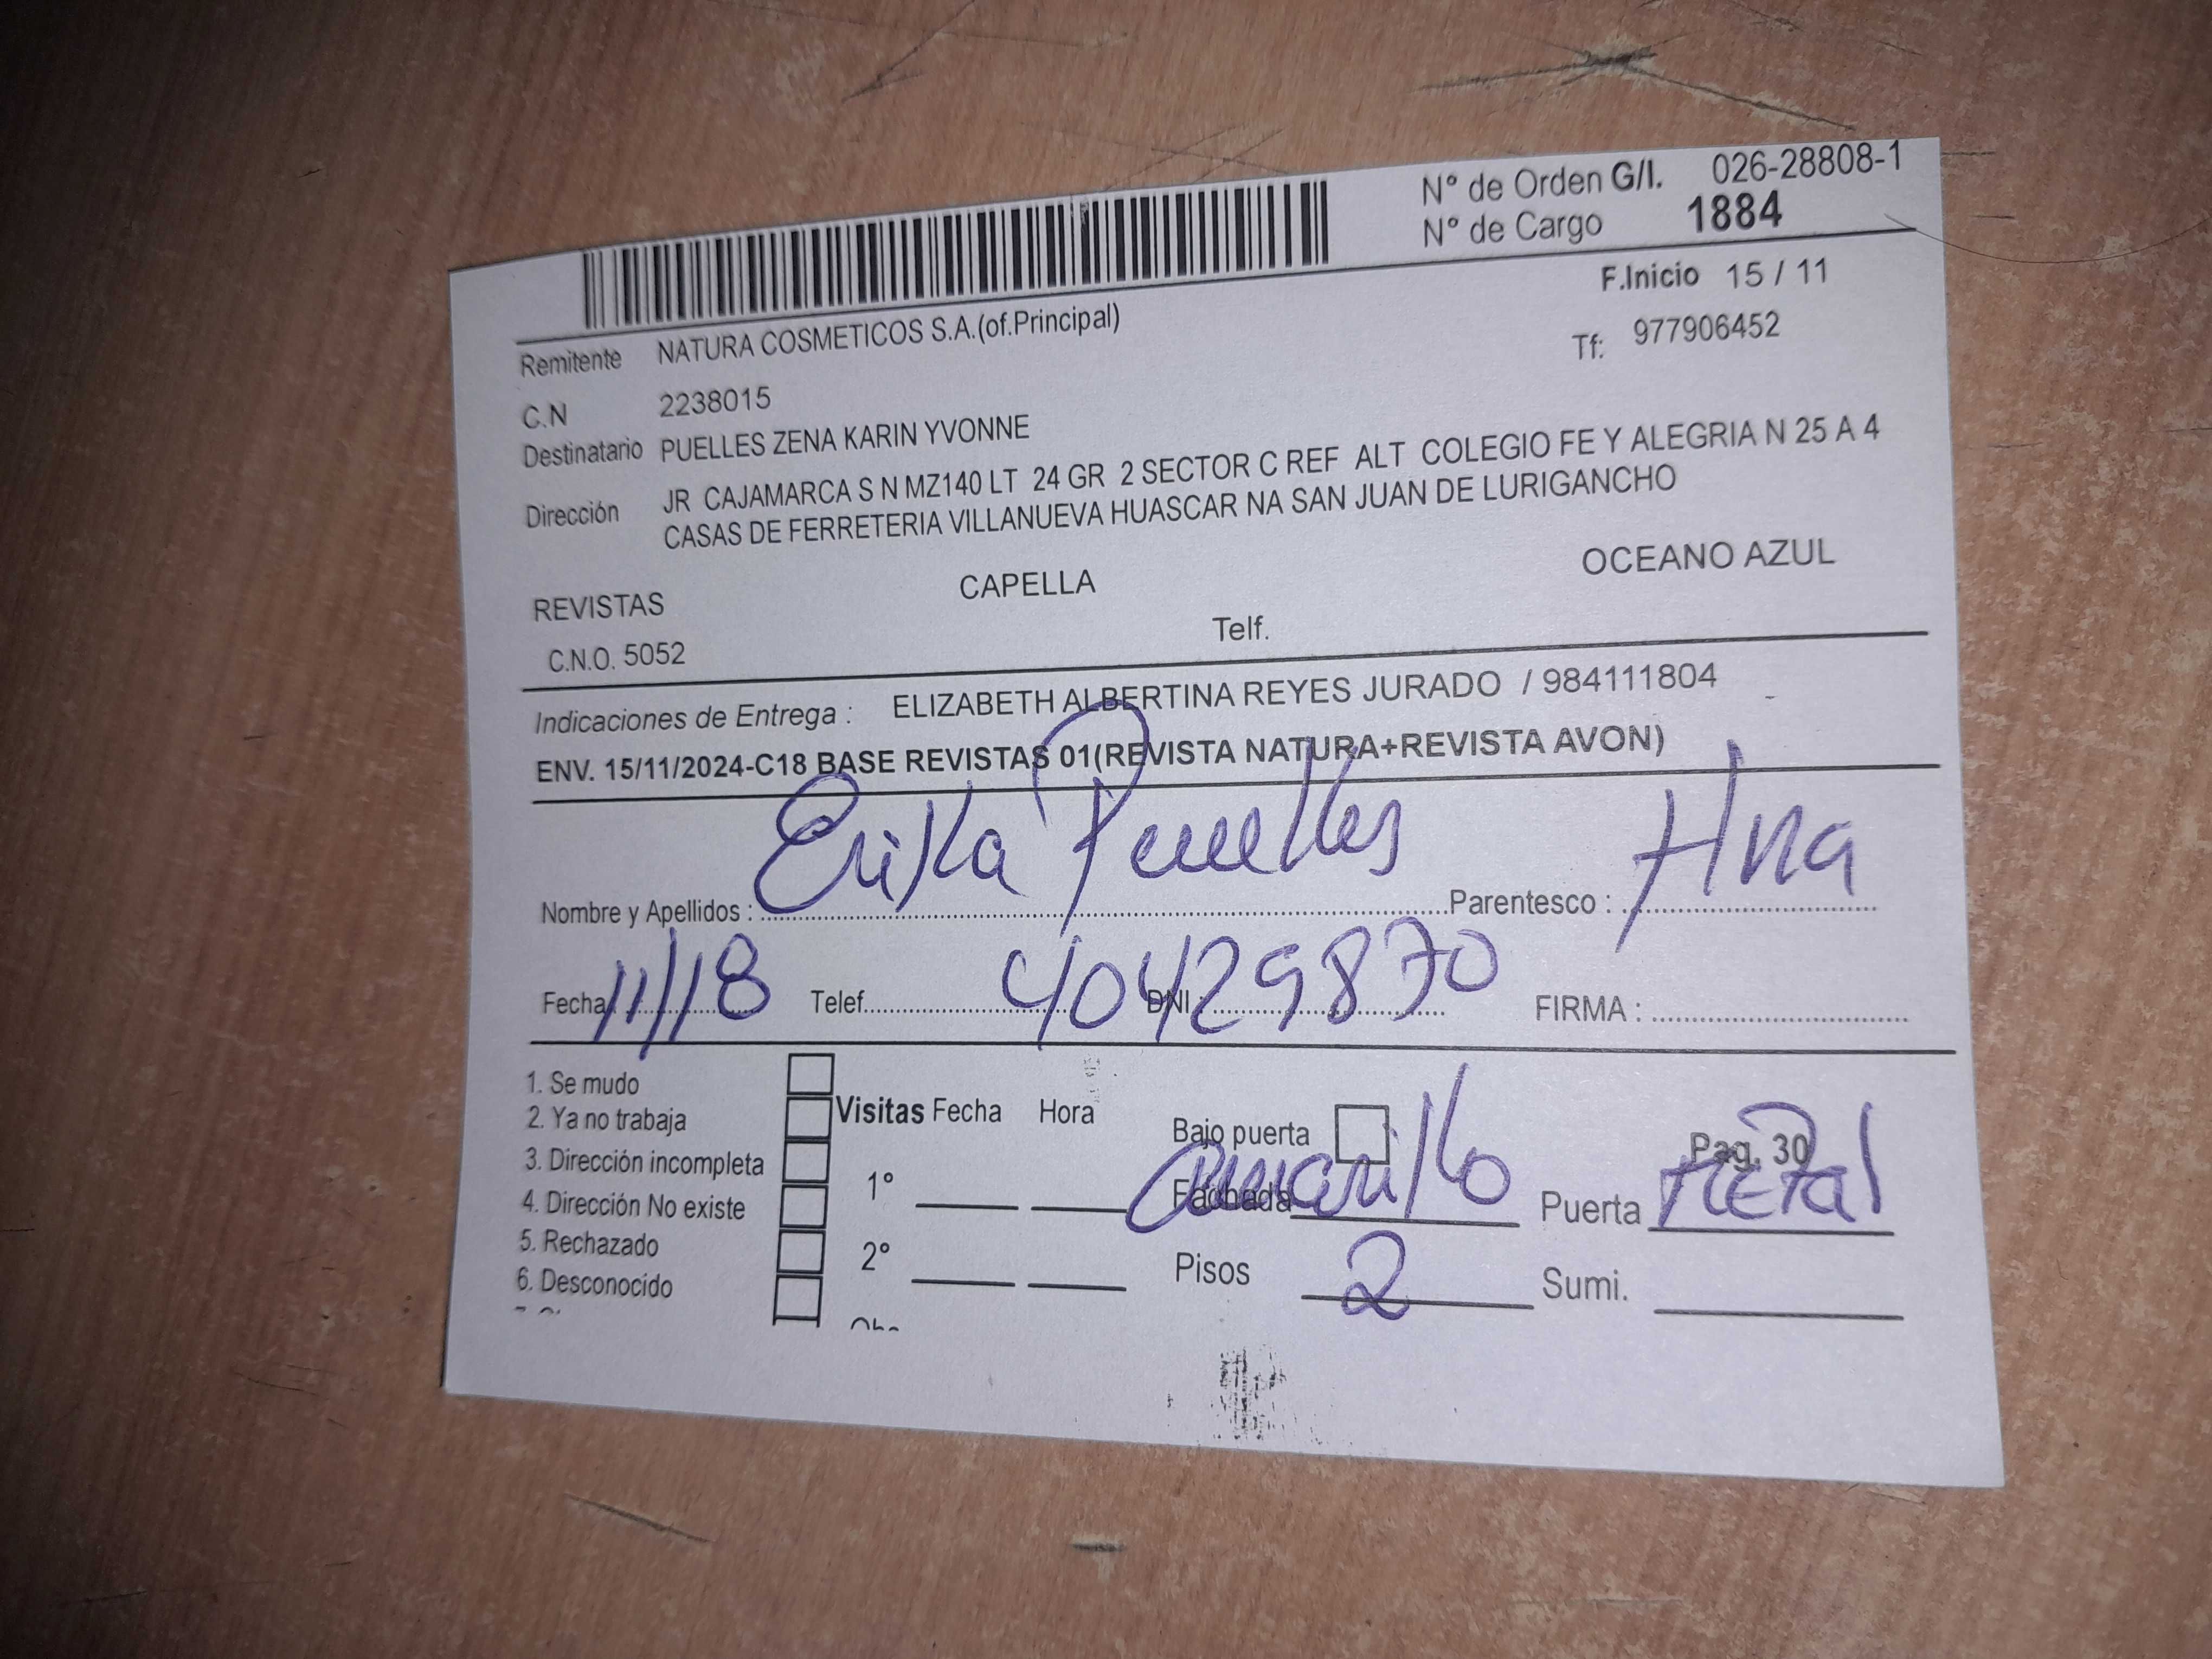 N° de Orden G/I. 026-28808-1
N° de Cargo 1884
F.Inicio 15 / 11
Remitente NATURA COSMETICOS S.A.(of.Principal)
Tf: 977906452
C.N 2238015
Destinatario PUELLES ZENA KARIN YVONNE
Dirección JR CAJAMARCA S N MZ140 LT 24 GR 2 SECTOR C REF ALT COLEGIO FE Y ALEGRIA N 25 A 4
CASAS DE FERRETERIA VILLANUEVA HUASCAR NA SAN JUAN DE LURIGANCHO
REVISTAS CAPELLA OCEANO AZUL
C.N.O. 5052 Telf.
Indicaciones de Entrega : ELIZABETH ALBERTINA REYES JURADO / 984111804
ENV. 15/11/2024-C18 BASE REVISTAS 01(REVISTA NATURA+REVISTA AVON)
Nombre y Apellidos : Erika Puelles Parentesco : Hna
Fecha 11/18 Telef. DNI : 40429870 FIRMA :
1. Se mudo
2. Ya no trabaja
3. Dirección incompleta
4. Dirección No existe
5. Rechazado
6. Desconocido
Visitas Fecha Hora
1°
2°
Bajo puerta Pag. 30
Fachada amarillo Puerta Metal
Pisos 2 Sumi.